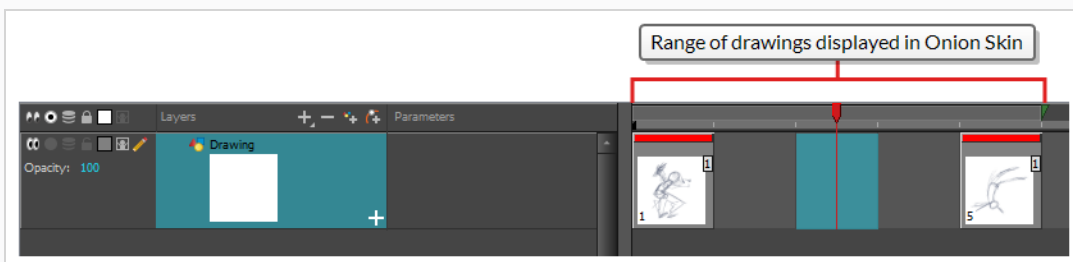 Range of drawings displayed in Onion Skin
Layers
Parameters
Drawing
Opacity: 100
1
1
1
5